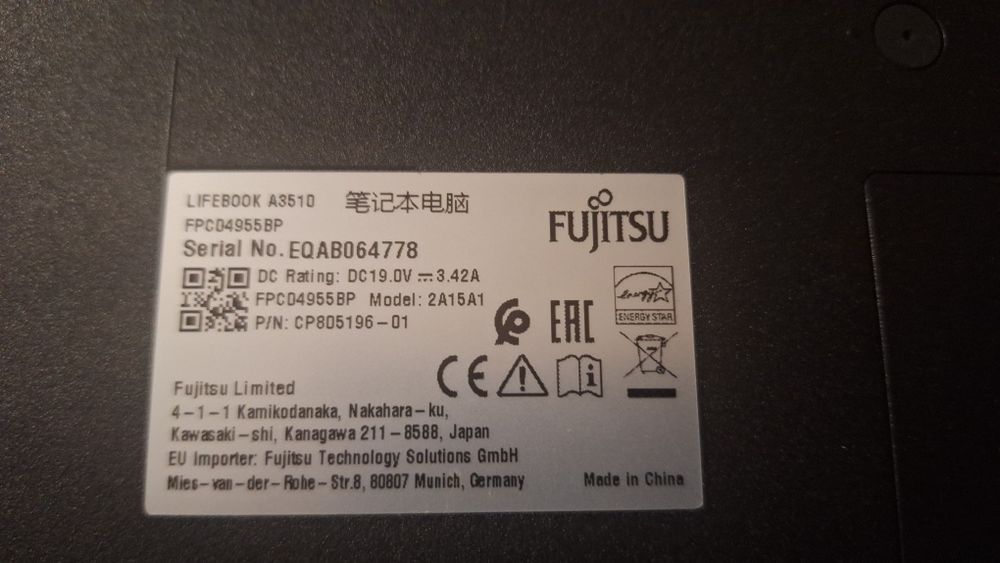 LIFEBOOK A3510 笔记本电脑
FPC04955BP
Serial No. EQAB064778
FUJITSU
DC Rating: DC19.0V ⎓ 3.42A
FPC04955BP Model: 2A15A1
P/N: CP805196-01
EAC
energy
ENERGY STAR
CE
Fujitsu Limited
4-1-1 Kamikodanaka, Nakahara-ku,
Kawasaki-shi, Kanagawa 211-8588, Japan
EU Importer: Fujitsu Technology Solutions GmbH
Mies-van-der-Rohe-Str.8, 80807 Munich, Germany
Made in China